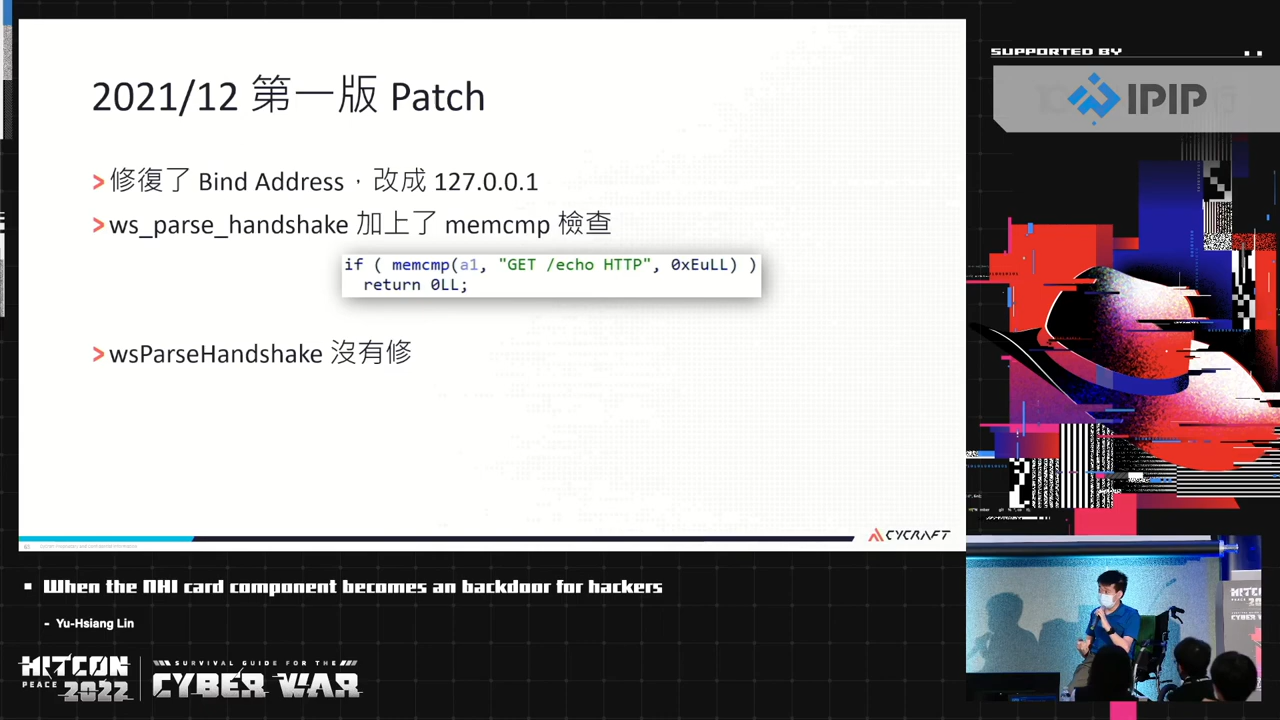 2021/12 第一版 Patch
> 修復了 Bind Address，改成 127.0.0.1
> ws_parse_handshake 加上了 memcmp 檢查
if ( memcmp(a1, "GET /echo HTTP", 0xEuLL) )
return 0LL;
> wsParseHandshake 沒有修
CYCRAFT
SUPPORTED BY
IPIP
When the NHI card component becomes an backdoor for hackers
- Yu-Hsiang Lin
HITCON
PEACE 2022
SURVIVAL GUIDE FOR THE
CYBER WAR
HITCON
PEACE